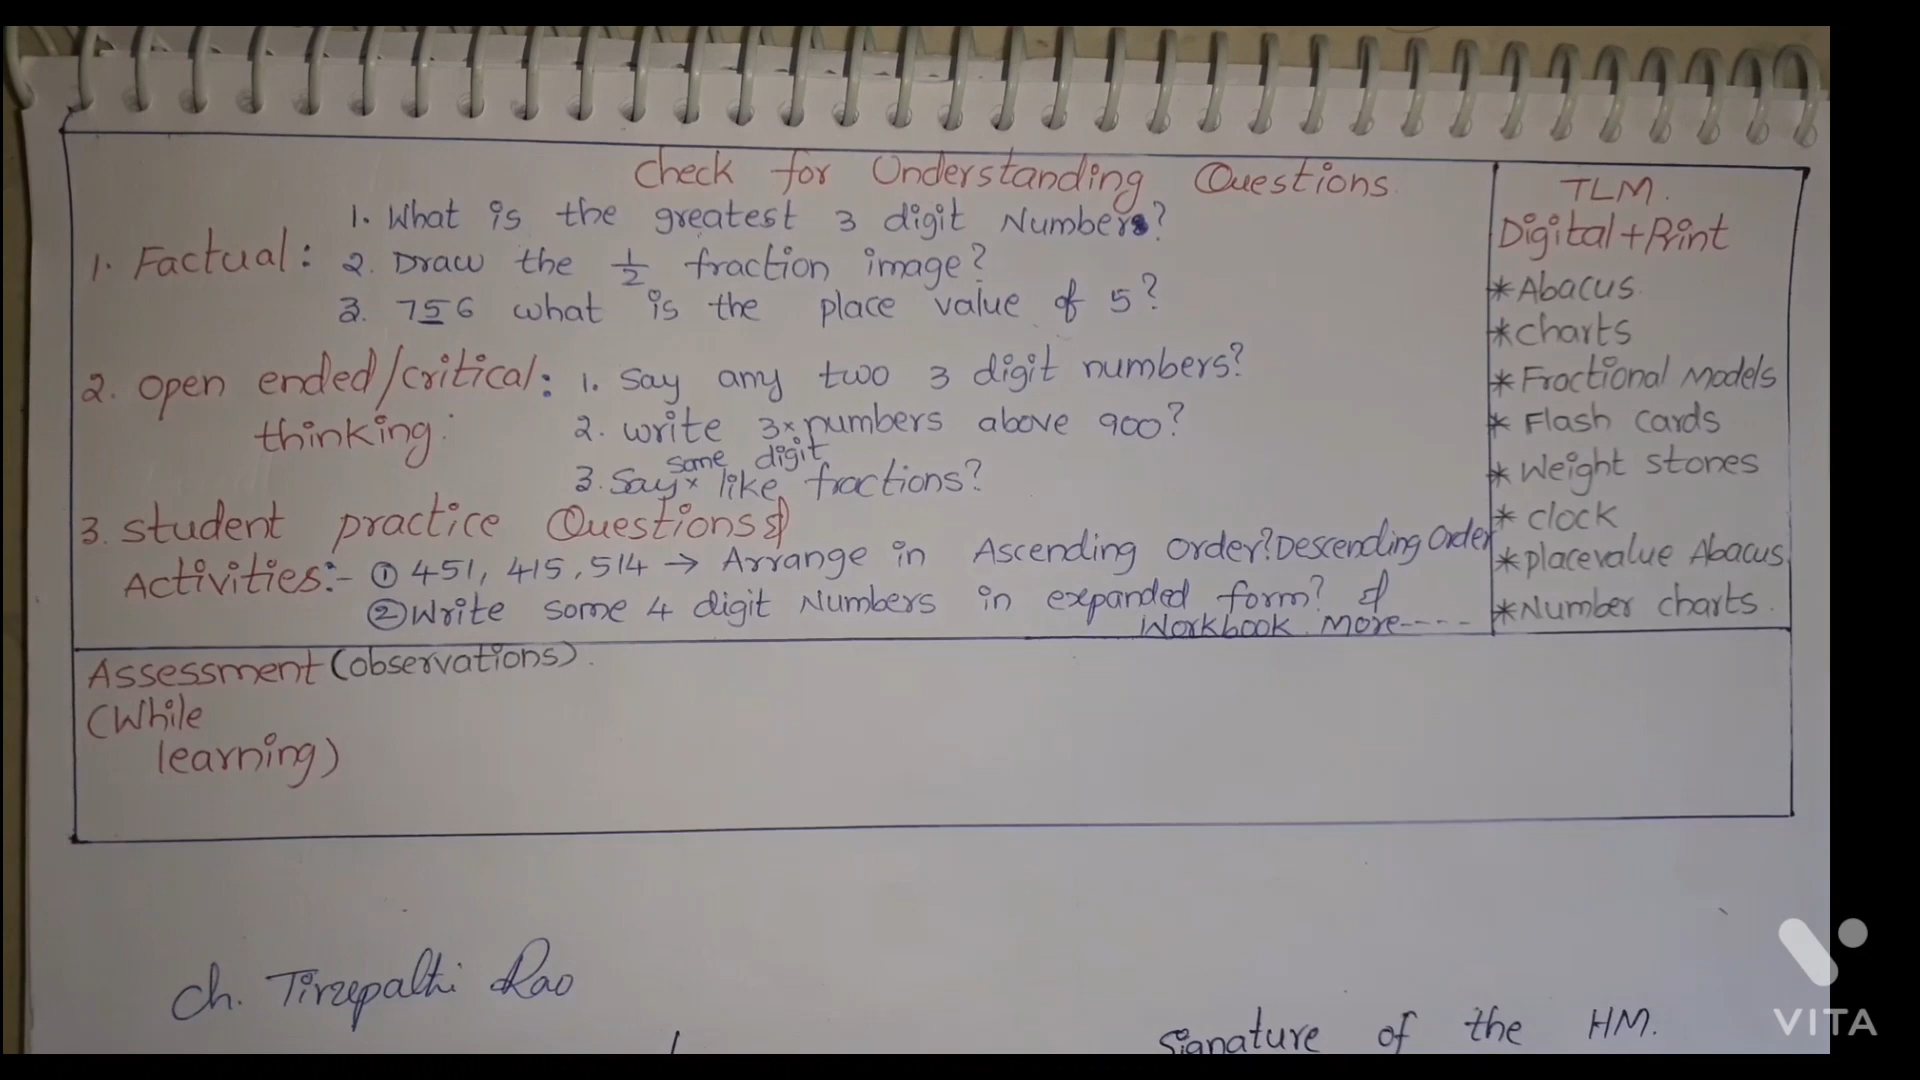 Check for Understanding Questions.
1. Factual:
1. What is the greatest 3 digit Numbers?
2. Draw the 1/2 fraction image?
3. 756 what is the place value of 5?
2. Open ended/critical thinking:
1. Say any two 3 digit numbers?
2. write 3 digit numbers above 900?
3. Say some like fractions?
3. Student practice Questions &
Activities:- ① 451, 415, 514 → Arrange in Ascending Order? Descending Order
② Write some 4 digit Numbers in expanded form? &
Workbook. More----
TLM.
Digital + Print
* Abacus.
* Charts
* Fractional Models
* Flash Cards
* Weight stones
* Clock
* Placevalue Abacus
* Number charts.
Assessment (observations).
(While
learning)
Ch. Tirupathi Rao
Signature of the HM.
VITA